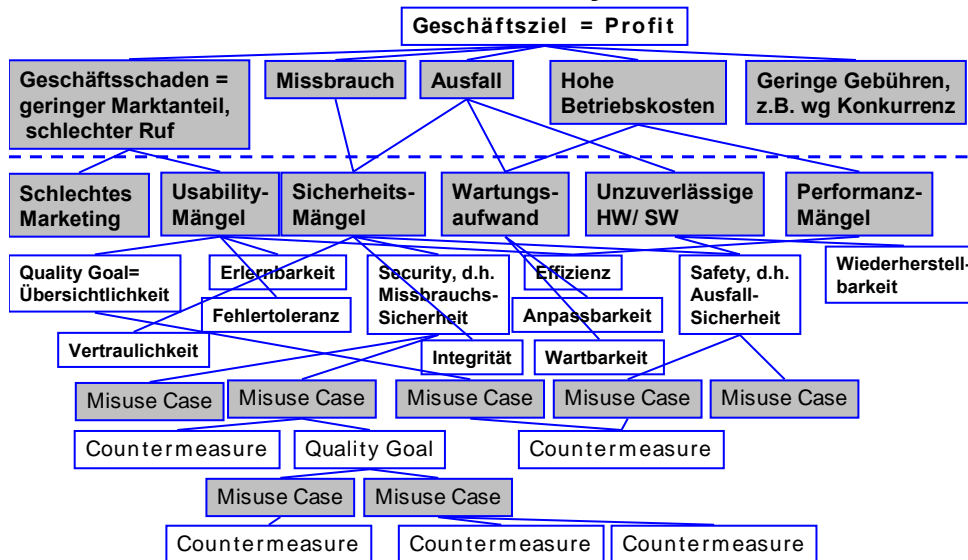 Geschäftsziel = Profit
Geschäftsschaden =
geringer Marktanteil,
schlechter Ruf
Missbrauch
Ausfall
Hohe
Betriebskosten
Geringe Gebühren,
z.B. wg Konkurrenz
Schlechtes
Marketing
Usability-
Mängel
Sicherheits-
Mängel
Wartungs-
aufwand
Unzuverlässige
HW/ SW
Performanz-
Mängel
Quality Goal=
Übersichtlichkeit
Erlernbarkeit
Security, d.h.
Missbrauchs-
Sicherheit
Effizienz
Safety, d.h.
Ausfall-
Sicherheit
Wiederherstell-
barkeit
Fehlertoleranz
Anpassbarkeit
Vertraulichkeit
Integrität
Wartbarkeit
Misuse Case
Misuse Case
Misuse Case
Misuse Case
Misuse Case
Countermeasure
Quality Goal
Countermeasure
Misuse Case
Misuse Case
Countermeasure
Countermeasure
Countermeasure